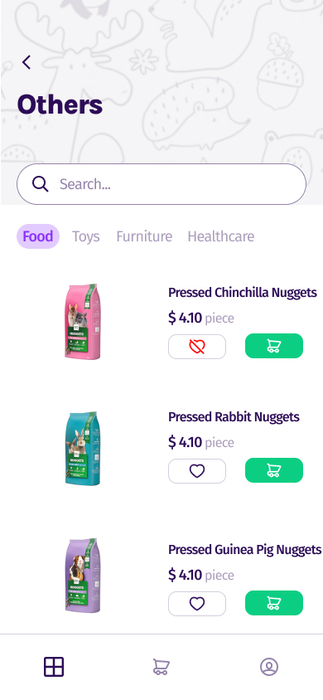 Others
Search...
Food Toys Furniture Healthcare
Pressed Chinchilla Nuggets
$ 4.10 piece
Pressed Rabbit Nuggets
$ 4.10 piece
Pressed Guinea Pig Nuggets
$ 4.10 piece